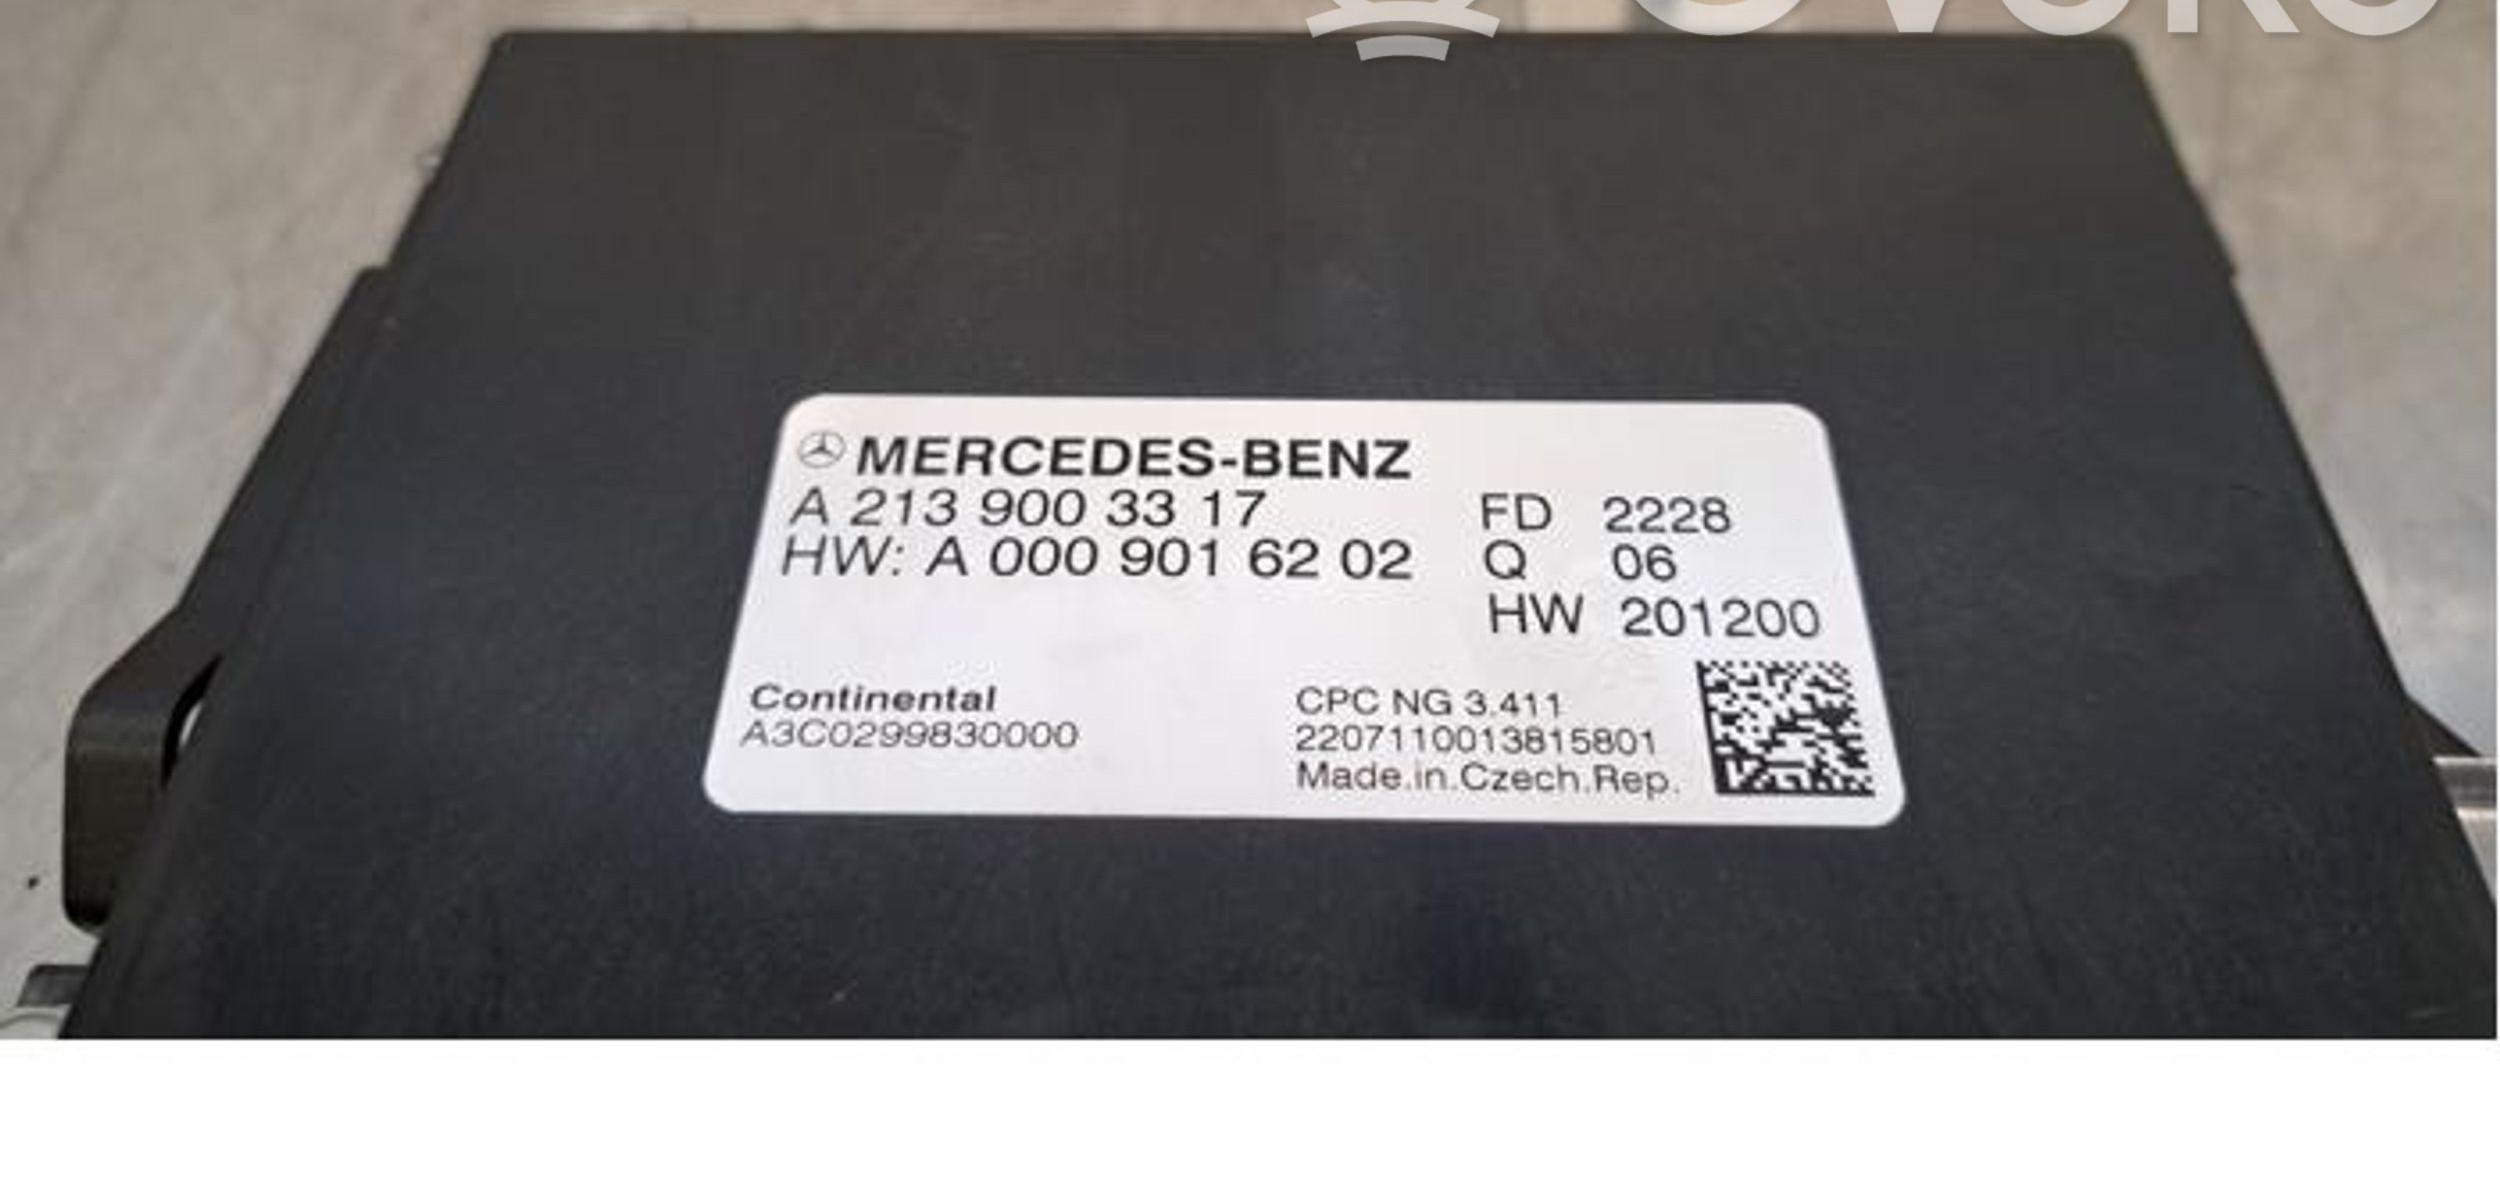 MERCEDES-BENZ
A 213 900 33 17
HW: A 000 901 62 02
FD 2228
Q 06
HW 201200
Continental
A3C0299830000
CPC NG 3.411
2207110013815801
Made.in.Czech.Rep.